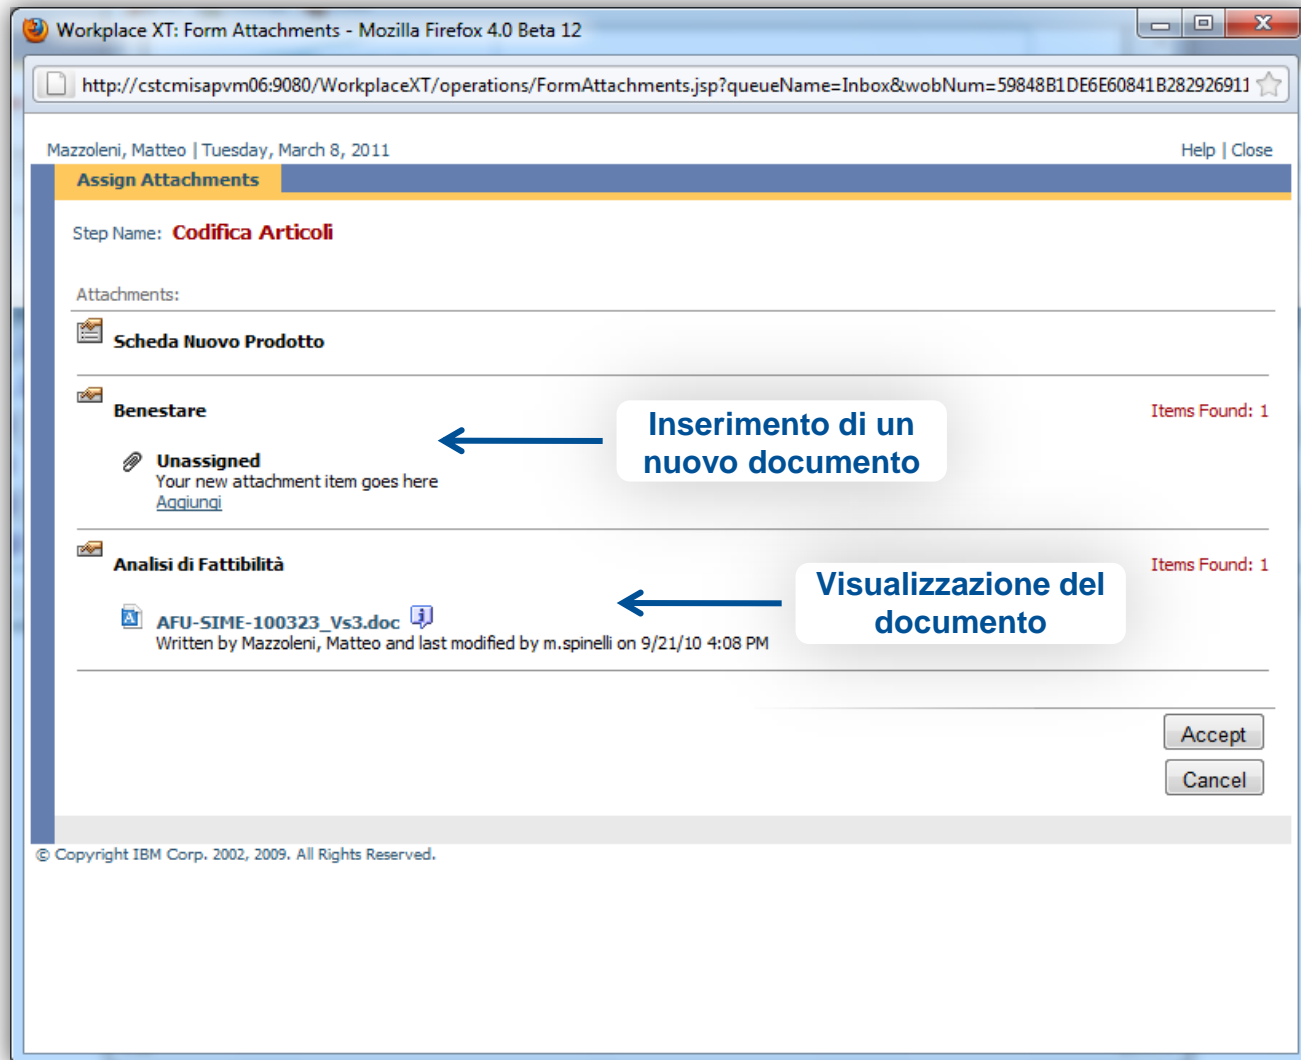 Workplace XT: Form Attachments - Mozilla Firefox 4.0 Beta 12
http://cstcmisapvm06:9080/WorkplaceXT/operations/FormAttachments.jsp?queueName=Inbox&wobNum=59848B1DE6E60841B282926911
Mazzoleni, Matteo | Tuesday, March 8, 2011
Help | Close
Assign Attachments
Step Name: Codifica Articoli
Attachments:
Scheda Nuovo Prodotto
Benestare
Items Found: 1
Inserimento di un
nuovo documento
Unassigned
Your new attachment item goes here
Aggiungi
Analisi di Fattibilità
Items Found: 1
Visualizzazione del
documento
AFU-SIME-100323_Vs3.doc
Written by Mazzoleni, Matteo and last modified by m.spinelli on 9/21/10 4:08 PM
Accept
Cancel
© Copyright IBM Corp. 2002, 2009. All Rights Reserved.